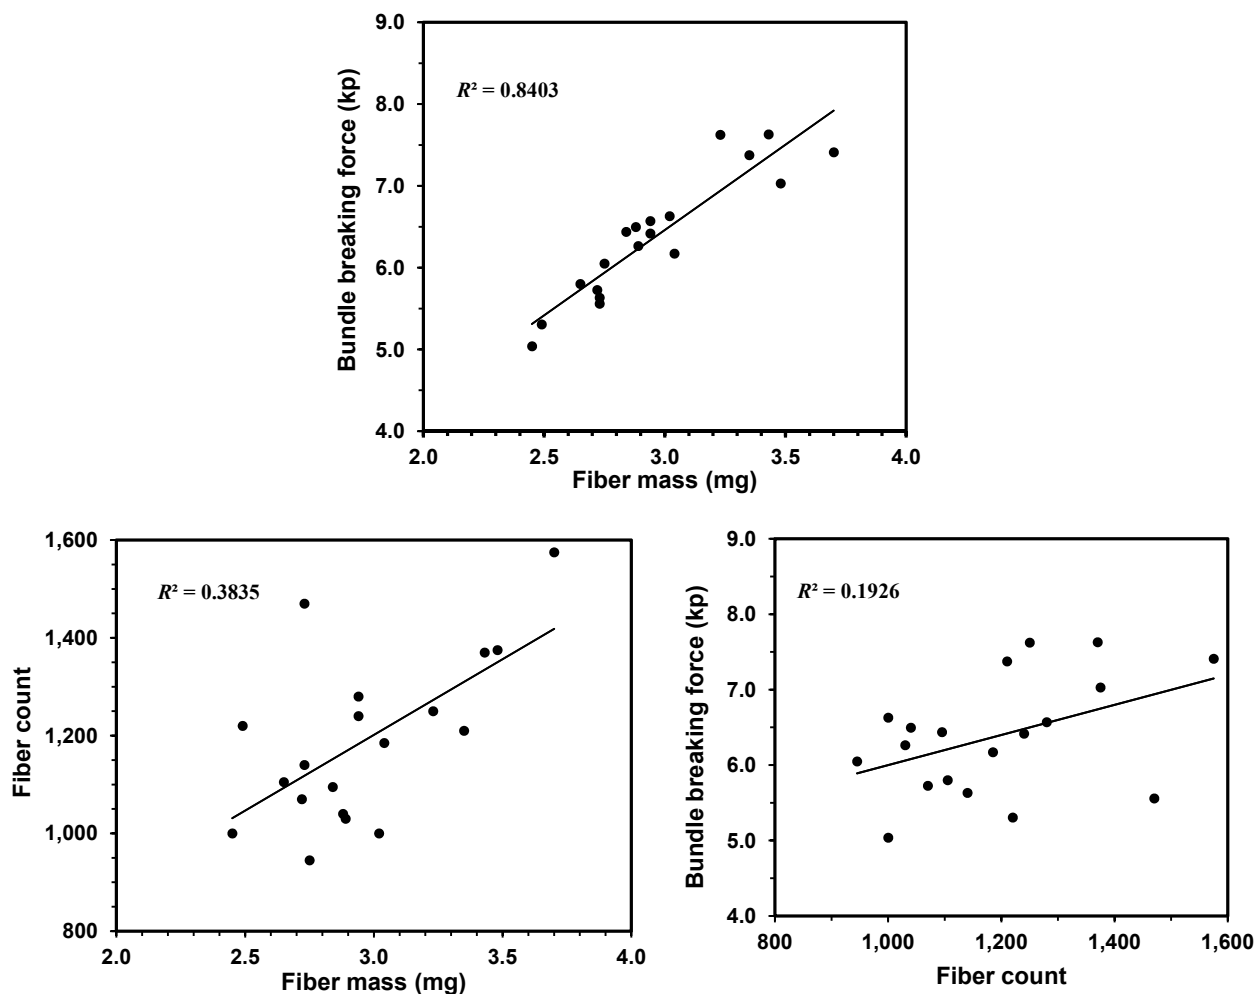 9.0
8.0
7.0
6.0
5.0
4.0
Bundle breaking force (kp)
R² = 0.8403
2.0 2.5 3.0 3.5 4.0
Fiber mass (mg)
1,600
1,400
1,200
1,000
800
Fiber count
R² = 0.3835
2.0 2.5 3.0 3.5 4.0
Fiber mass (mg)
9.0
8.0
7.0
6.0
5.0
4.0
Bundle breaking force (kp)
R² = 0.1926
800 1,000 1,200 1,400 1,600
Fiber count